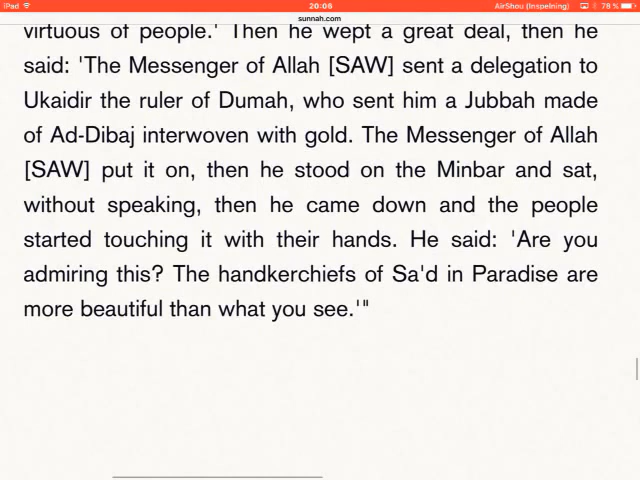 iPad 20:06 AirShou (Inspelning) 78 %
sunnah.com
virtuous of people.' Then he wept a great deal, then he
said: 'The Messenger of Allah [SAW] sent a delegation to
Ukaidir the ruler of Dumah, who sent him a Jubbah made
of Ad-Dibaj interwoven with gold. The Messenger of Allah
[SAW] put it on, then he stood on the Minbar and sat,
without speaking, then he came down and the people
started touching it with their hands. He said: 'Are you
admiring this? The handkerchiefs of Sa'd in Paradise are
more beautiful than what you see.'"